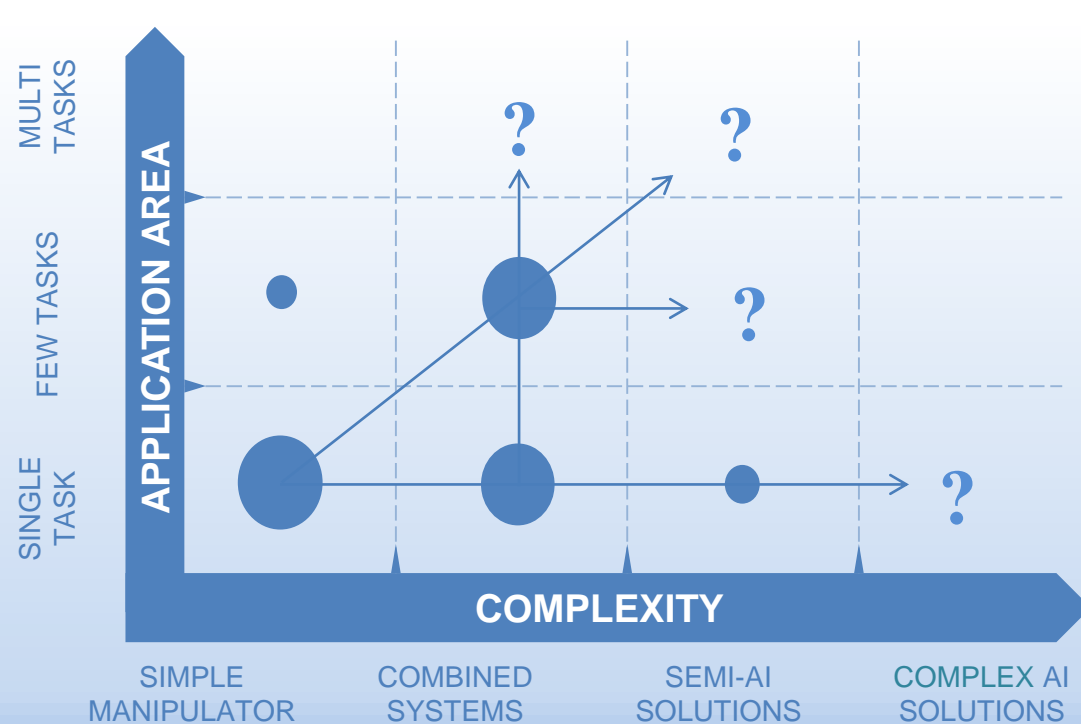 MULTI
TASKS
?
?
APPLICATION AREA
FEW TASKS
?
SINGLE
TASK
?
COMPLEXITY
SIMPLE
MANIPULATOR
COMBINED
SYSTEMS
SEMI-AI
SOLUTIONS
COMPLEX AI
SOLUTIONS